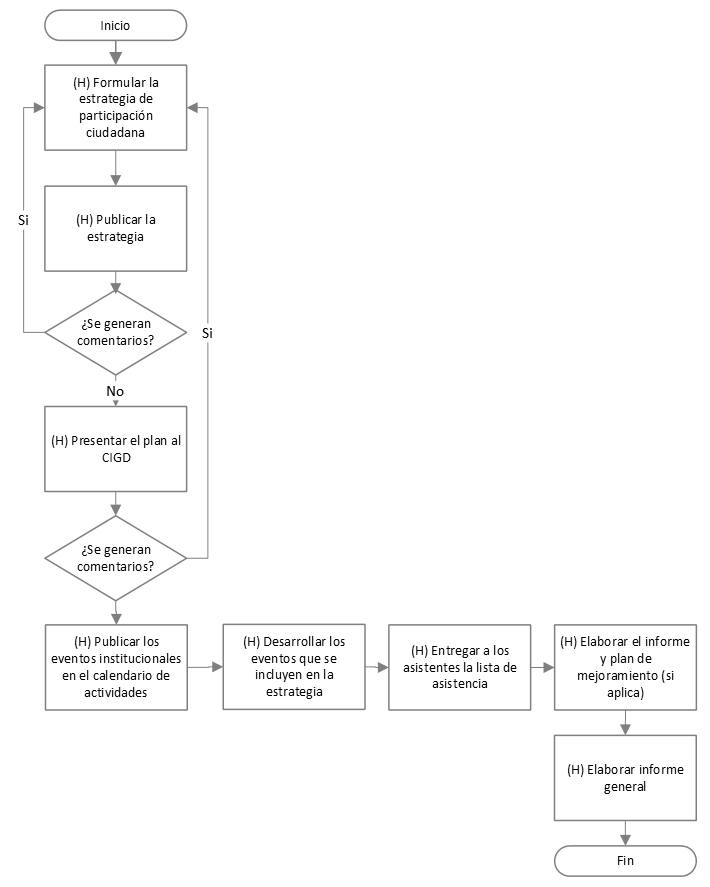 Inicio
(H) Formular la
estrategia de
participación
ciudadana
Si
(H) Publicar la
estrategia
¿Se generan
comentarios?
Si
No
(H) Presentar el plan al
CIGD
¿Se generan
comentarios?
(H) Publicar los
eventos institucionales
en el calendario de
actividades
(H) Desarrollar los
eventos que se
incluyen en la
estrategia
(H) Entregar a los
asistentes la lista de
asistencia
(H) Elaborar el informe
y plan de
mejoramiento (si
aplica)
(H) Elaborar informe
general
Fin